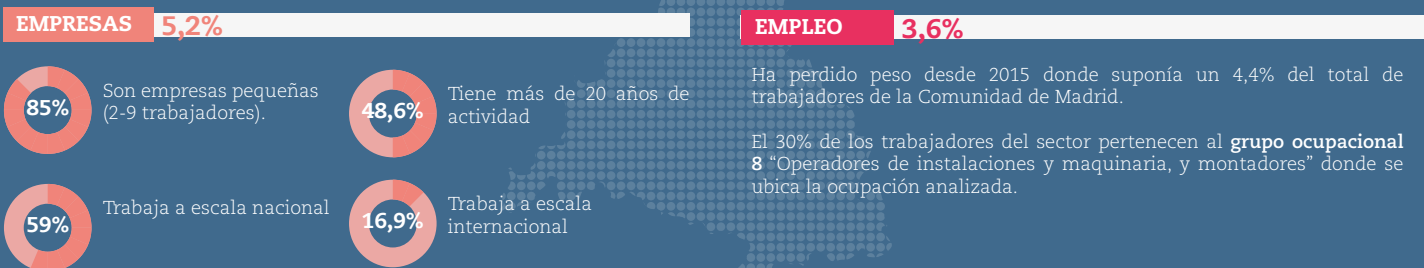 EMPRESAS 5,2%
85%
Son empresas pequeñas
(2-9 trabajadores).
48,6%
Tiene más de 20 años de
actividad
59%
Trabaja a escala nacional
16,9%
Trabaja a escala
internacional
EMPLEO 3,6%
Ha perdido peso desde 2015 donde suponía un 4,4% del total de
trabajadores de la Comunidad de Madrid.
El 30% de los trabajadores del sector pertenecen al grupo ocupacional
8 “Operadores de instalaciones y maquinaria, y montadores” donde se
ubica la ocupación analizada.